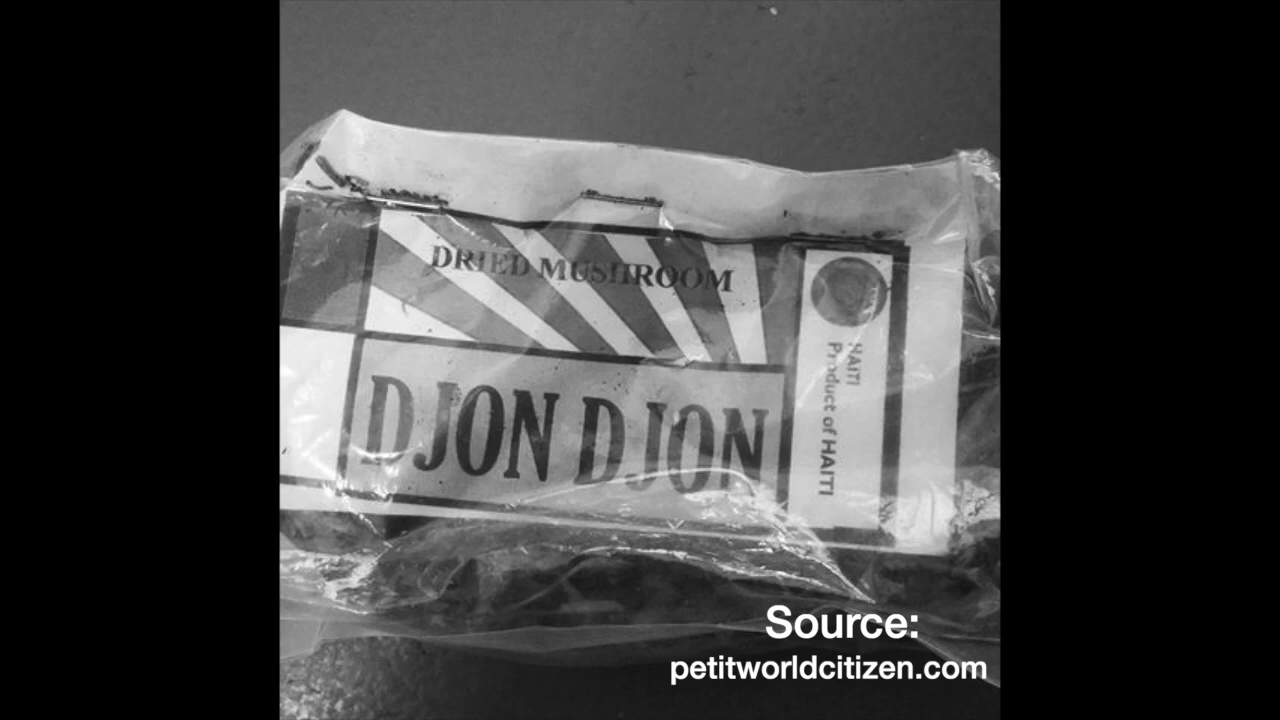 DRIED MUSHROOM
DJON DJON
HAITI
Product of HAITI
Source:
petitworldcitizen.com